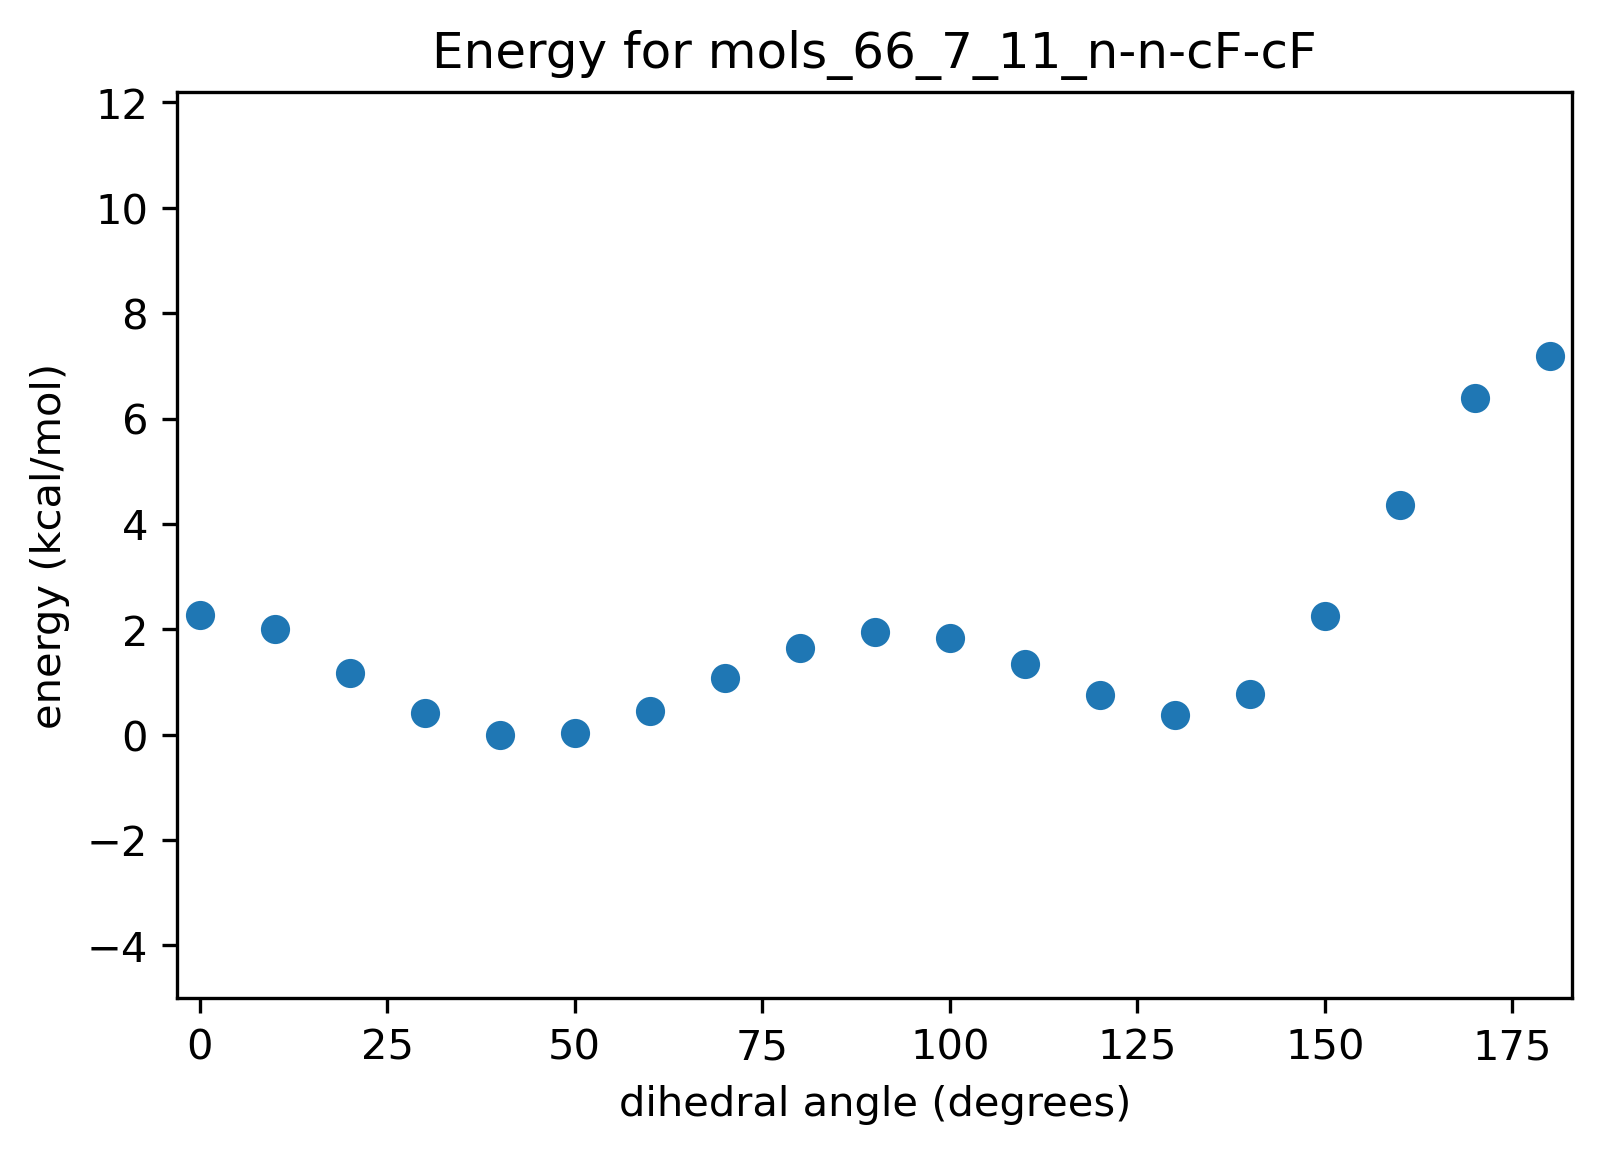 Energy for mols_66_7_11_n-n-cF-cF
12
10
8
6
4
2
0
−2
−4
energy (kcal/mol)
0 25 50 75 100 125 150 175
dihedral angle (degrees)